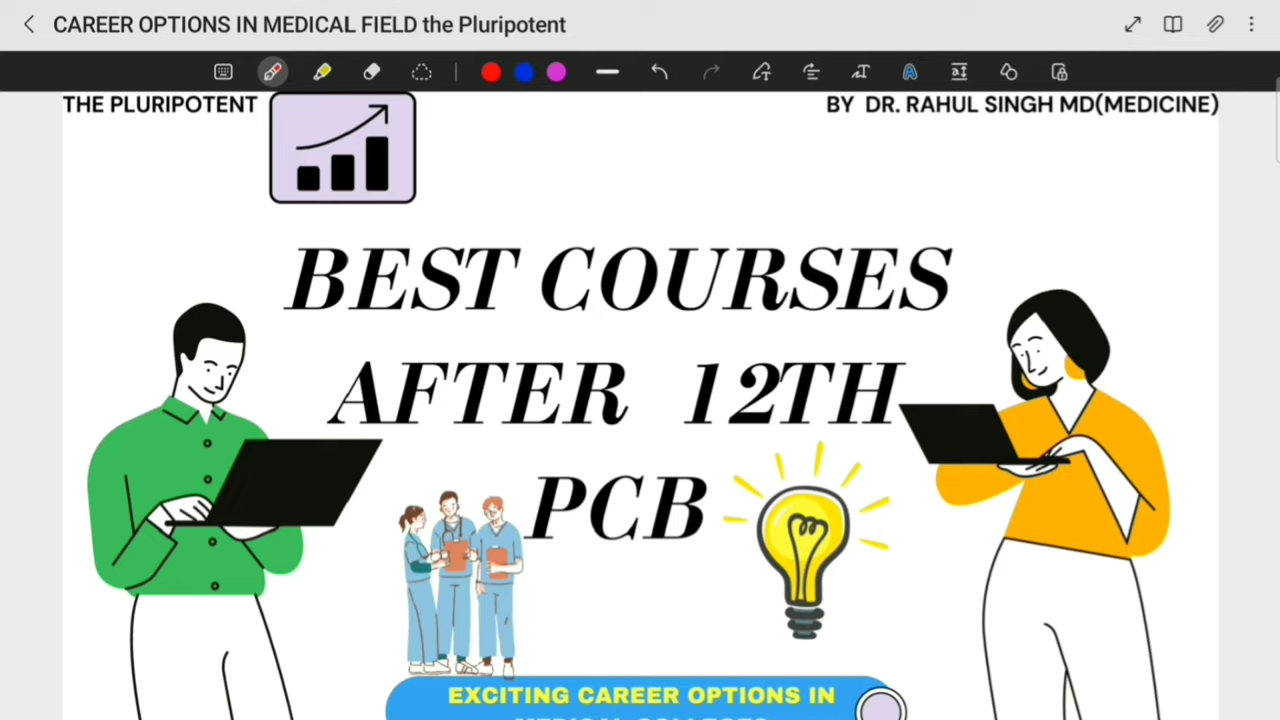 CAREER OPTIONS IN MEDICAL FIELD the Pluripotent
THE PLURIPOTENT
BY DR. RAHUL SINGH MD(MEDICINE)
BEST COURSES
AFTER 12TH
PCB
EXCITING CAREER OPTIONS IN